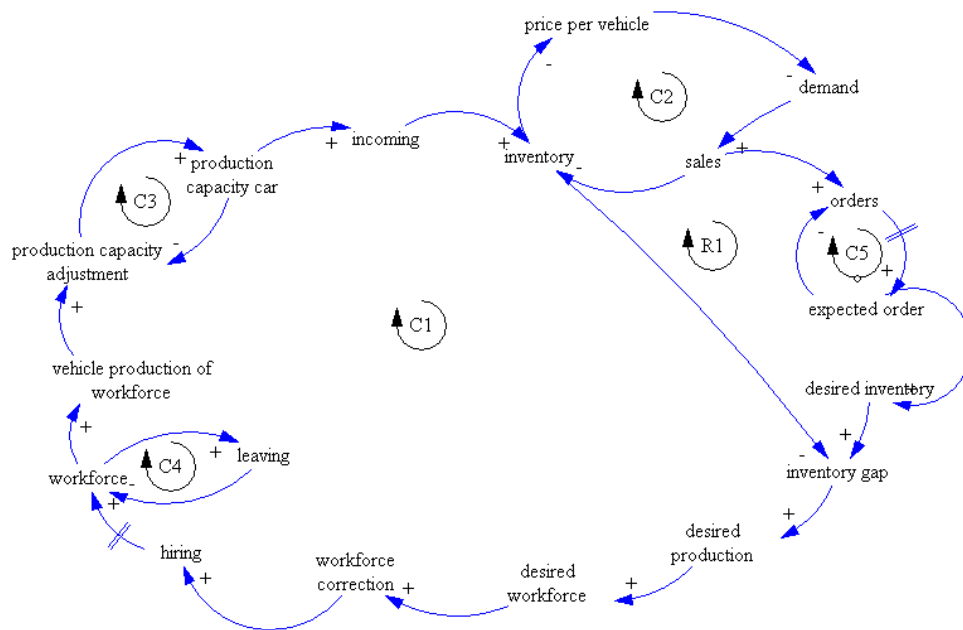 price per vehicle
-
C2
-
demand
+
incoming
+
inventory
-
sales
+
+
production
capacity car
+
C3
-
production capacity
adjustment
+
orders
-
C5
+
R1
expected order
C1
vehicle production of
workforce
+
desired inventory
+
+
-
inventory gap
workforce
-
+
C4
+
leaving
+
desired
production
hiring
+
workforce
correction
+
desired
workforce
+